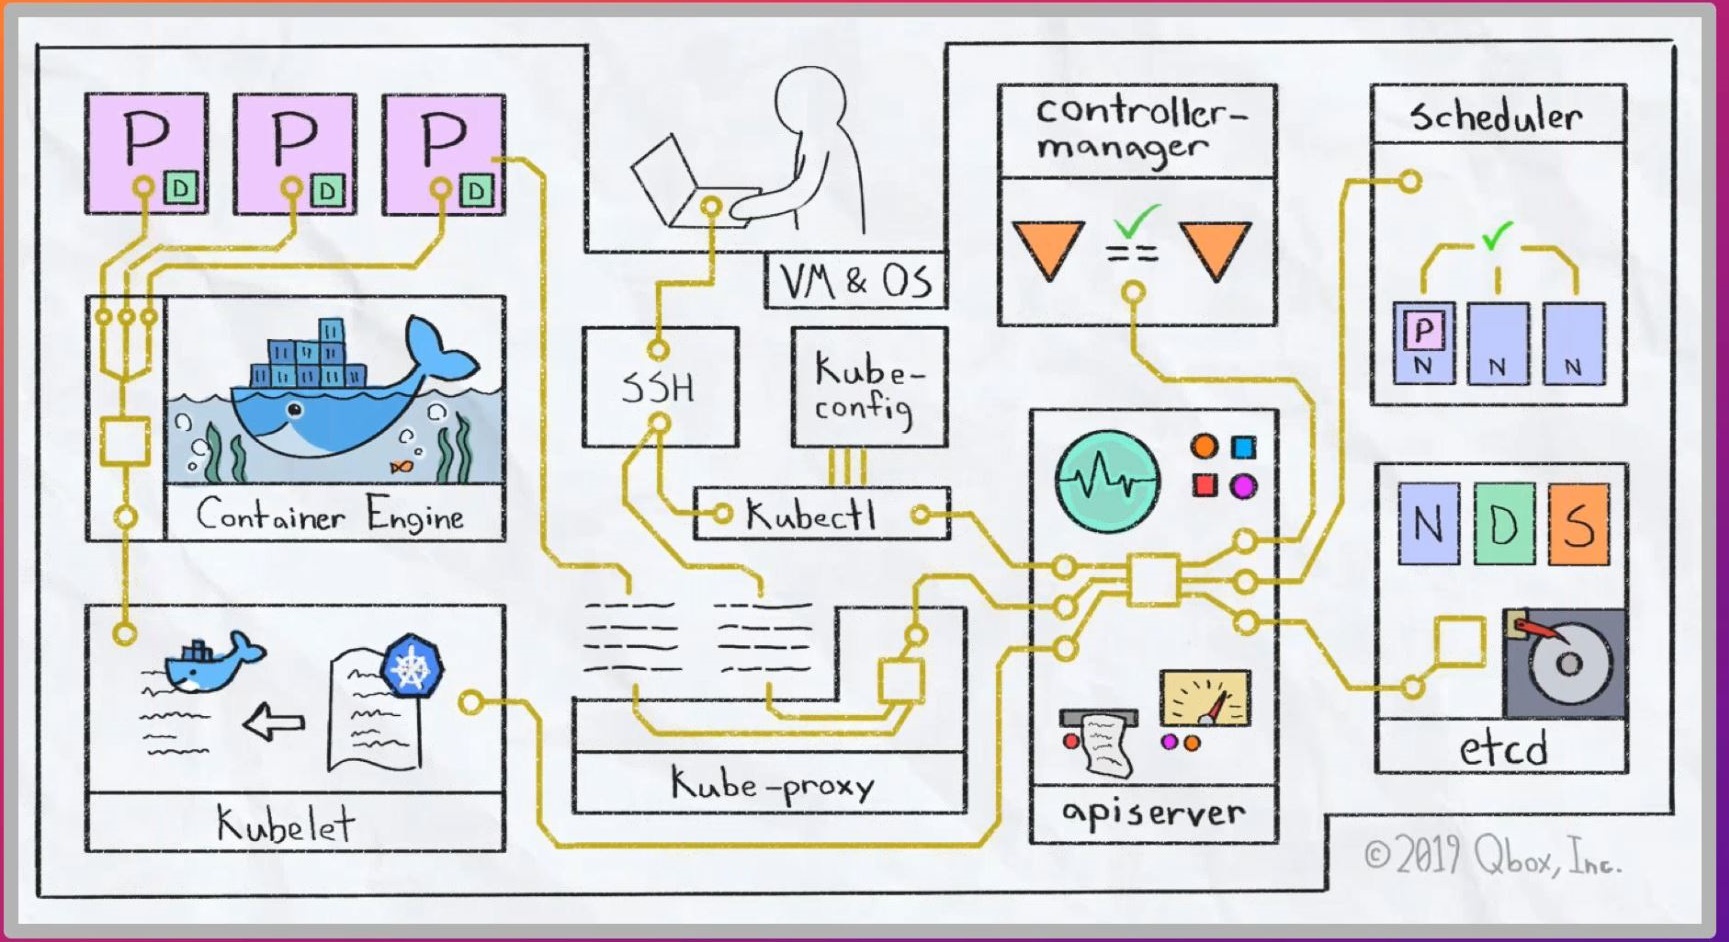 P
D
P
D
P
D
VM & OS
controller-
manager
==
scheduler
P
N
N
N
SSH
Kube-
config
Kubectl
Container Engine
N
D
S
etcd
Kubelet
Kube-proxy
apiserver
©2019 Qbox, Inc.